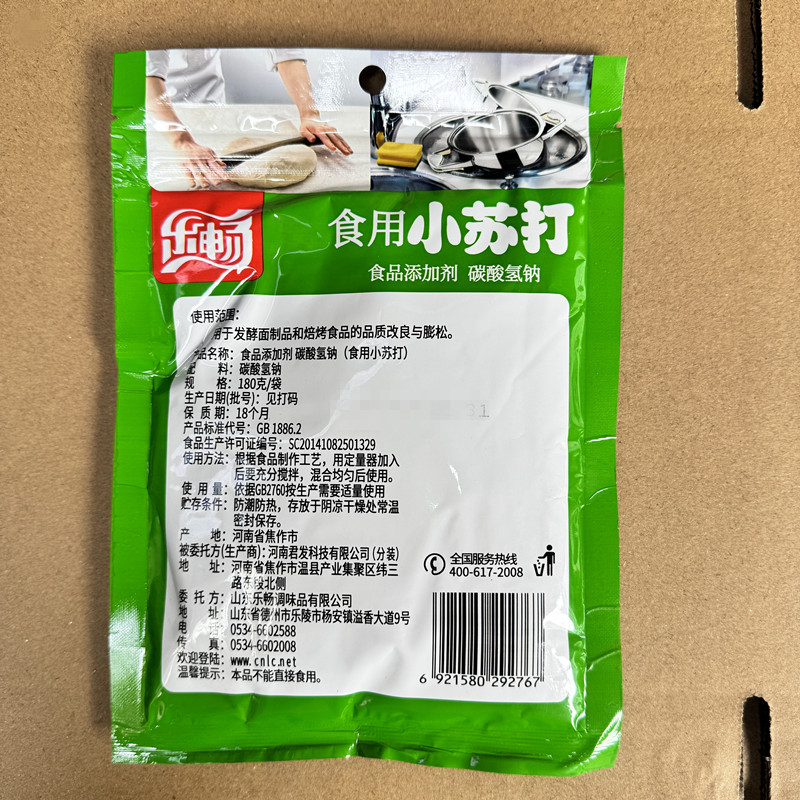 乐畅
食用小苏打
食品添加剂 碳酸氢钠
使用范围:
用于发酵面制品和焙烤食品的品质改良与膨松。
品名称: 食品添加剂 碳酸氢钠 (食用小苏打)
配 料: 碳酸氢钠
规 格: 180克/袋
生产日期(批号): 见打码
保 质 期: 18个月
产品标准代号: GB 1886.2
食品生产许可证编号: SC20141082501329
使用方法: 根据食品制作工艺，用定量器加入
后要充分搅拌，混合均匀后使用。
使 用 量: 依据GB2760按生产需要适量使用
贮存条件: 防潮防热，存放于阴凉干燥处常温
密封保存。
产 地: 河南省焦作市
被委托方(生产商): 河南君发科技有限公司 (分装)
地 址: 河南省焦作市温县产业集聚区纬三
路东段北侧
委 托 方: 山东乐畅调味品有限公司
地 址: 山东省德州市乐陵市杨安镇溢香大道9号
电 话: 0534-6602588
传 真: 0534-6602008
欢迎登陆: www.cnlc.net
温馨提示: 本品不能直接食用。
全国服务热线
400-617-2008
6 921580 292767